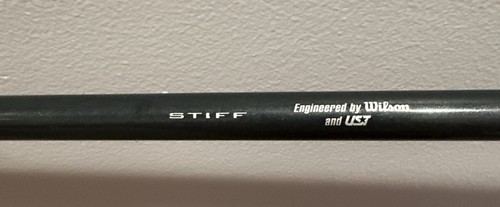 STIFF
Engineered by Wilson
and UST